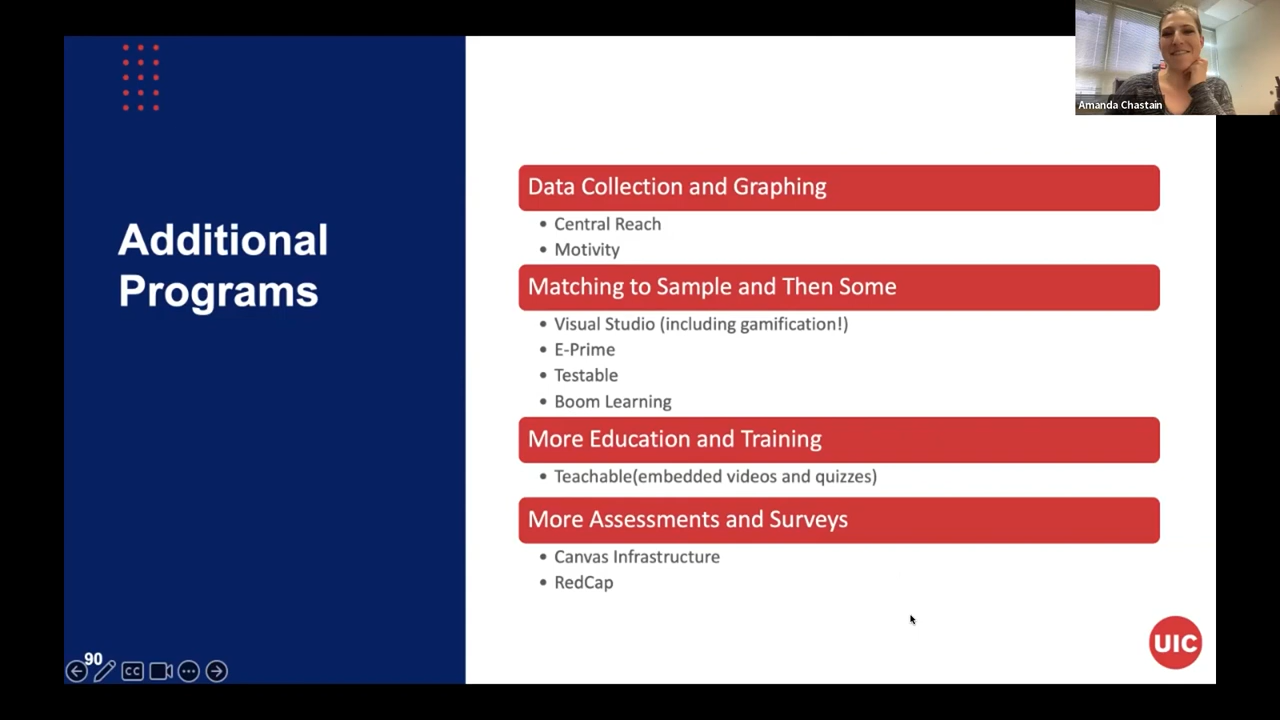 Amanda Chastain
Additional
Programs
Data Collection and Graphing
• Central Reach
• Motivity
Matching to Sample and Then Some
• Visual Studio (including gamification!)
• E-Prime
• Testable
• Boom Learning
More Education and Training
• Teachable(embedded videos and quizzes)
More Assessments and Surveys
• Canvas Infrastructure
• RedCap
90
CC
UIC